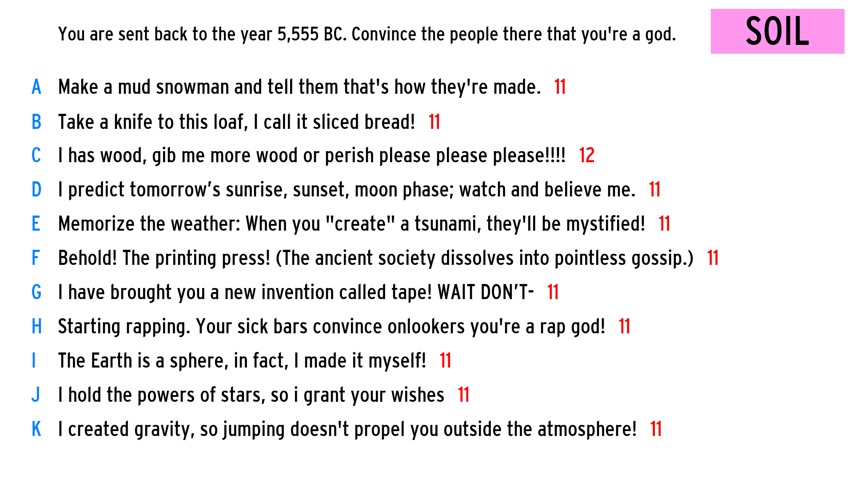 You are sent back to the year 5,555 BC. Convince the people there that you're a god.
SOIL
A Make a mud snowman and tell them that's how they're made. 11
B Take a knife to this loaf, I call it sliced bread! 11
C I has wood, gib me more wood or perish please please please!!!! 12
D I predict tomorrow’s sunrise, sunset, moon phase; watch and believe me. 11
E Memorize the weather: When you "create" a tsunami, they'll be mystified! 11
F Behold! The printing press! (The ancient society dissolves into pointless gossip.) 11
G I have brought you a new invention called tape! WAIT DON’T- 11
H Starting rapping. Your sick bars convince onlookers you're a rap god! 11
I The Earth is a sphere, in fact, I made it myself! 11
J I hold the powers of stars, so i grant your wishes 11
K I created gravity, so jumping doesn't propel you outside the atmosphere! 11